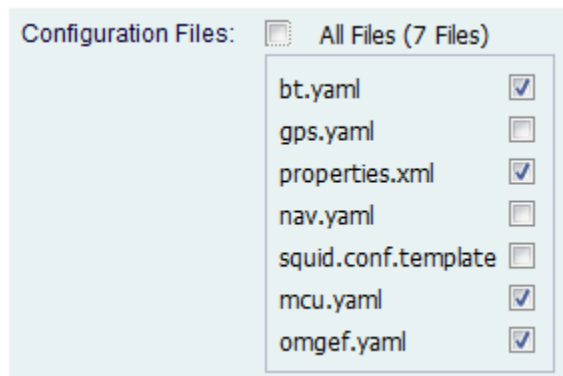 Configuration Files: All Files (7 Files)
bt.yaml
gps.yaml
properties.xml
nav.yaml
squid.conf.template
mcu.yaml
omgef.yaml